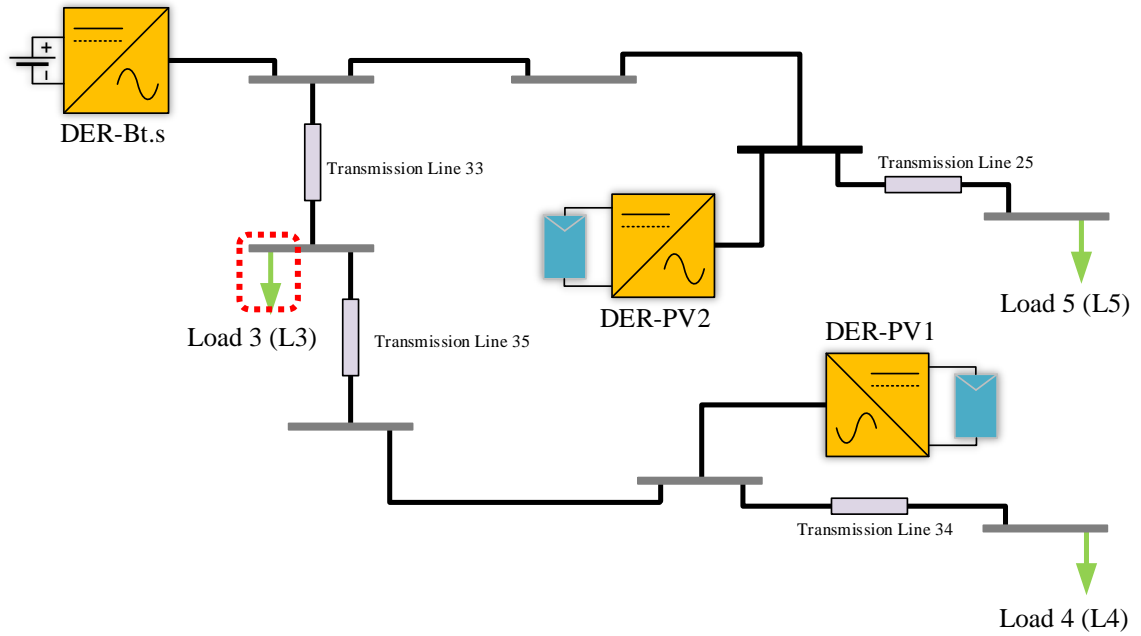 +
−
DER-Bt.s
Transmission Line 33
Transmission Line 25
Load 5 (L5)
DER-PV2
DER-PV1
Load 3 (L3)
Transmission Line 35
Transmission Line 34
Load 4 (L4)